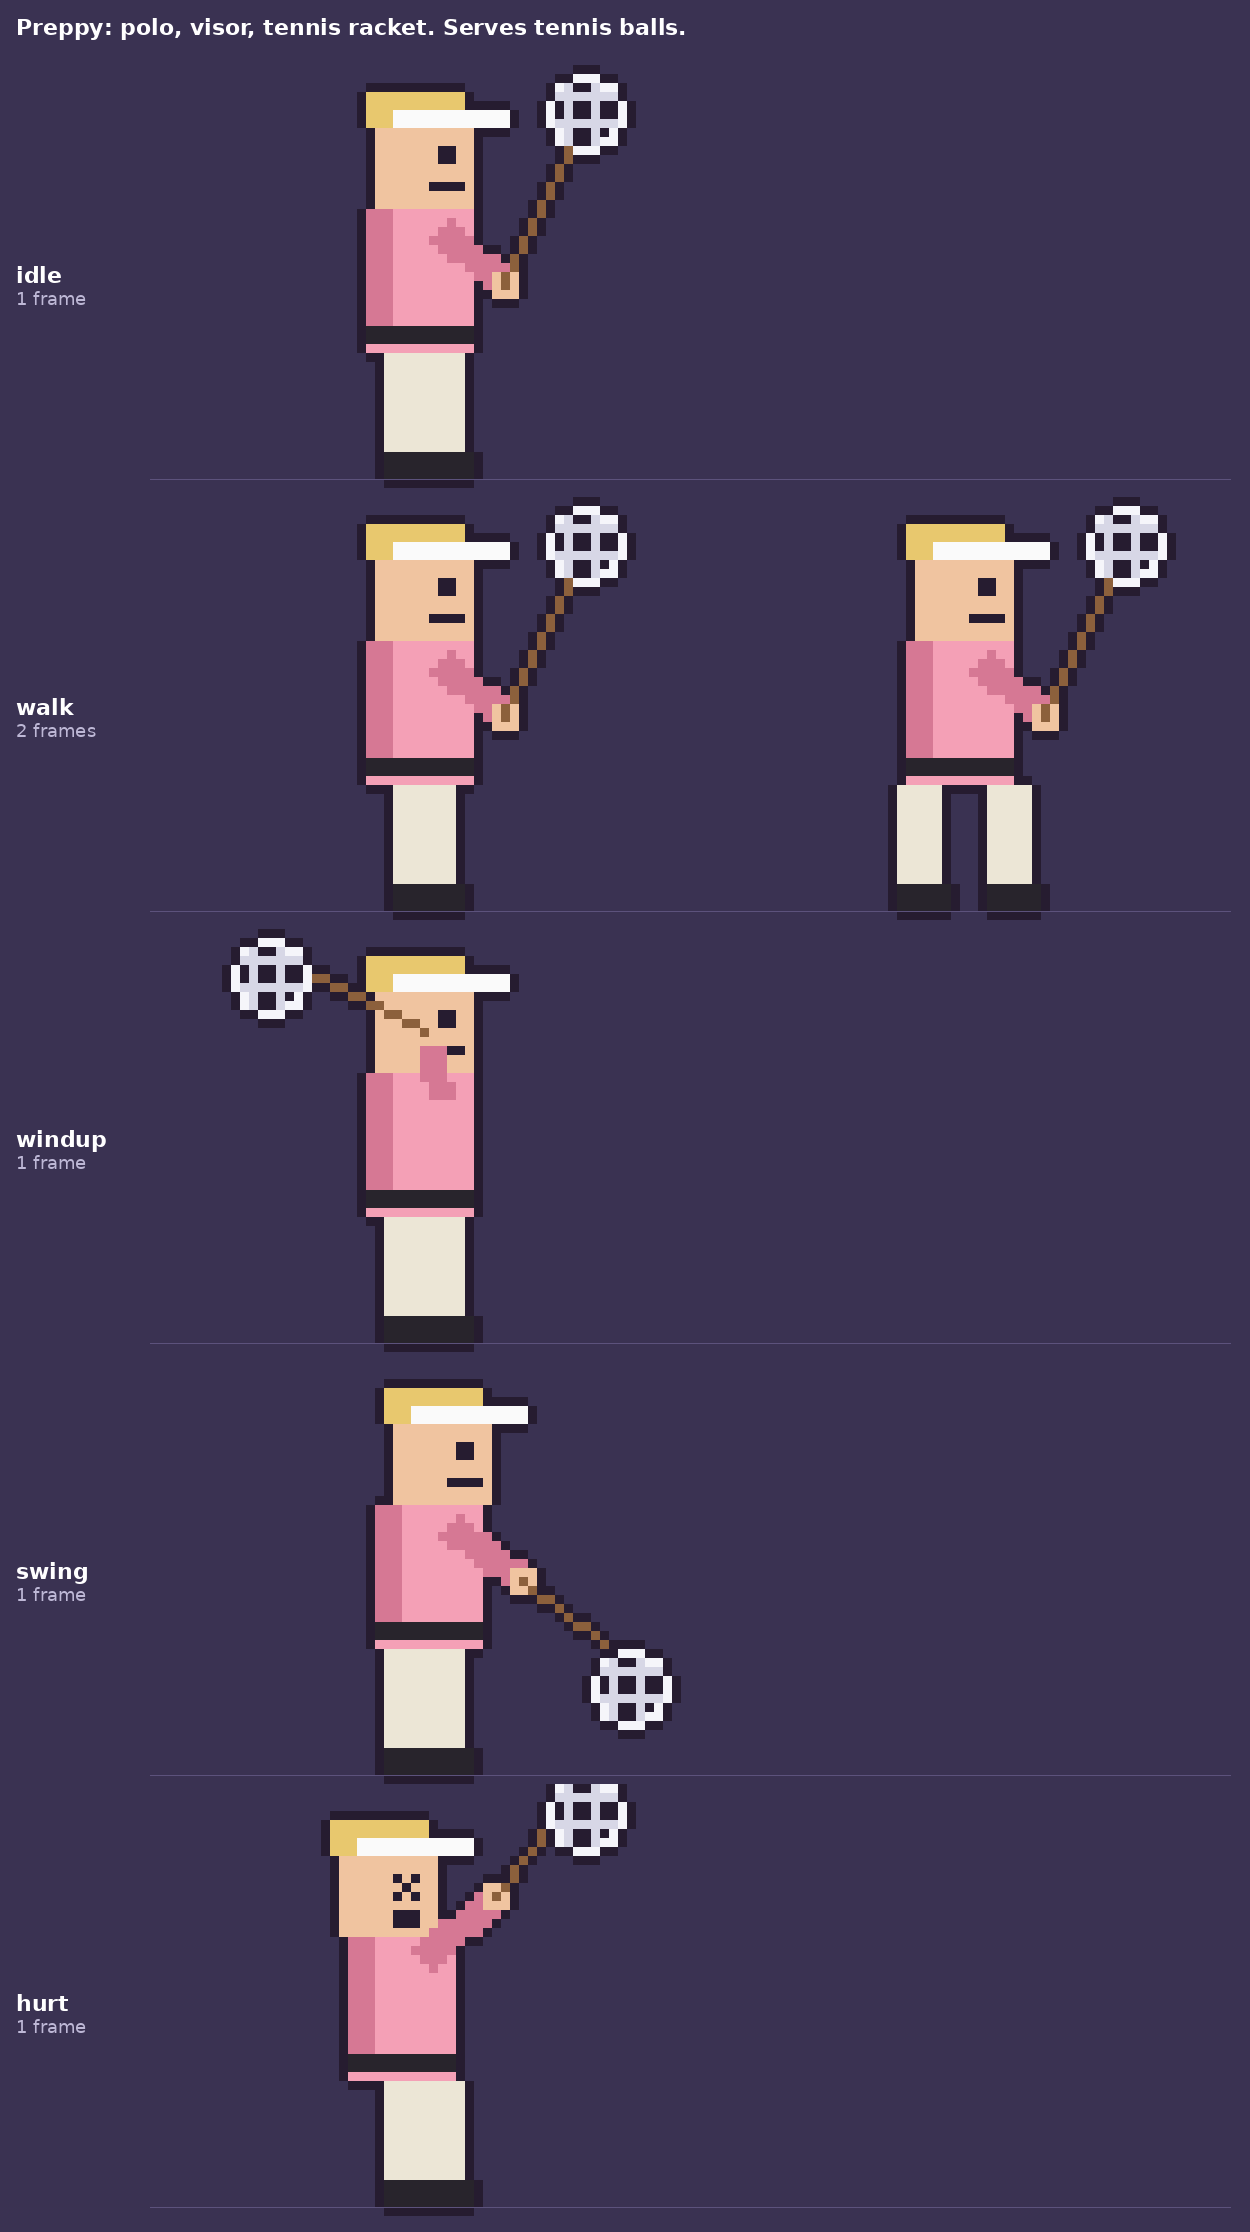 Preppy: polo, visor, tennis racket. Serves tennis balls.
idle
1 frame
walk
2 frames
windup
1 frame
swing
1 frame
hurt
1 frame